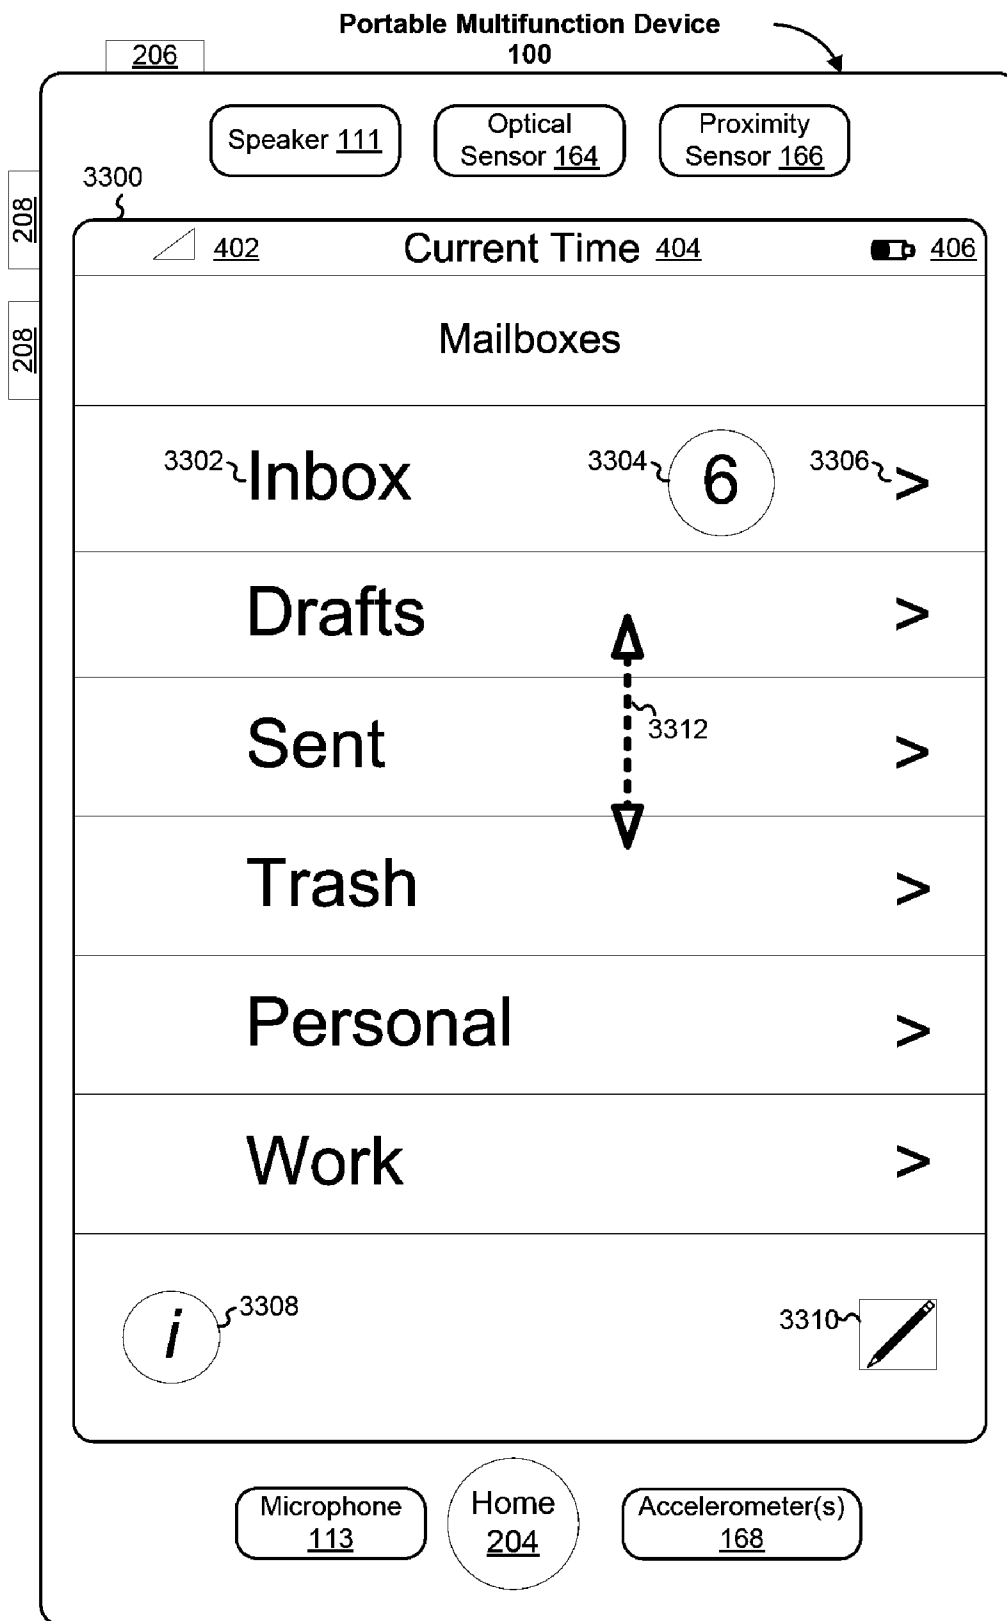 Portable Multifunction Device
100
206
Speaker 111
Optical
Sensor 164
Proximity
Sensor 166
3300
208
208
402
Current Time 404
406
Mailboxes
3302
Inbox
3304
6
3306
>
Drafts
>
Sent
3312
>
Trash
>
Personal
>
Work
>
i
3308
3310
Microphone
113
Home
204
Accelerometer(s)
168